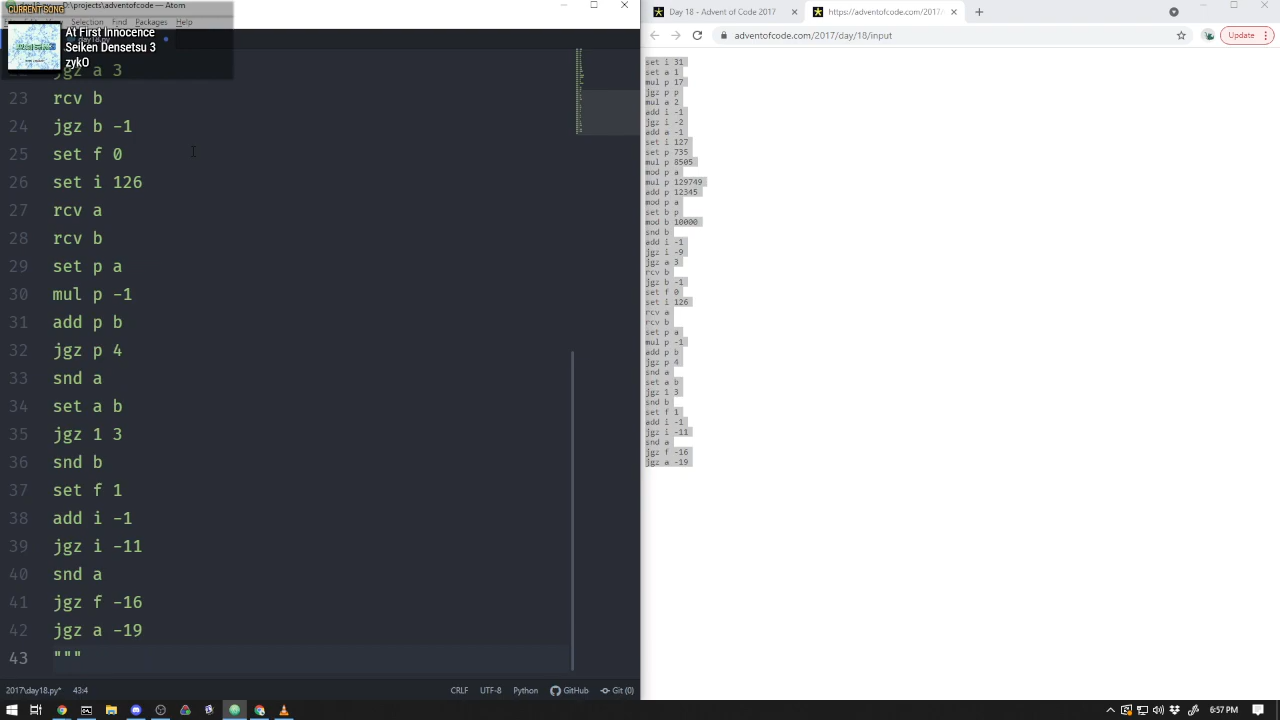 CURRENT SONG
\projects\adventofcode — Atom
Selection Find Packages Help
At First Innocence
Seiken Densetsu 3
zykO
day18.py
22 jgz a 3
23 rcv b
24 jgz b -1
25 set f 0
26 set i 126
27 rcv a
28 rcv b
29 set p a
30 mul p -1
31 add p b
32 jgz p 4
33 snd a
34 set a b
35 jgz 1 3
36 snd b
37 set f 1
38 add i -1
39 jgz i -11
40 snd a
41 jgz f -16
42 jgz a -19
43 """
2017\day18.py* 43:4 CRLF UTF-8 Python GitHub Git (0)
Day 18 - Advent of Code 2017
https://adventofcode.com/2017/
adventofcode.com/2017/day/18/input
Update
set i 31
set a 1
mul p 17
jgz p p
mul a 2
add i -1
jgz i -2
add a -1
set i 127
set p 735
mul p 8505
mod p a
mul p 129749
add p 12345
mod p a
set b p
mod b 10000
snd b
add i -1
jgz i -9
jgz a 3
rcv b
jgz b -1
set f 0
set i 126
rcv a
rcv b
set p a
mul p -1
add p b
jgz p 4
snd a
set a b
jgz 1 3
snd b
set f 1
add i -1
jgz i -11
snd a
jgz f -16
jgz a -19
6:57 PM